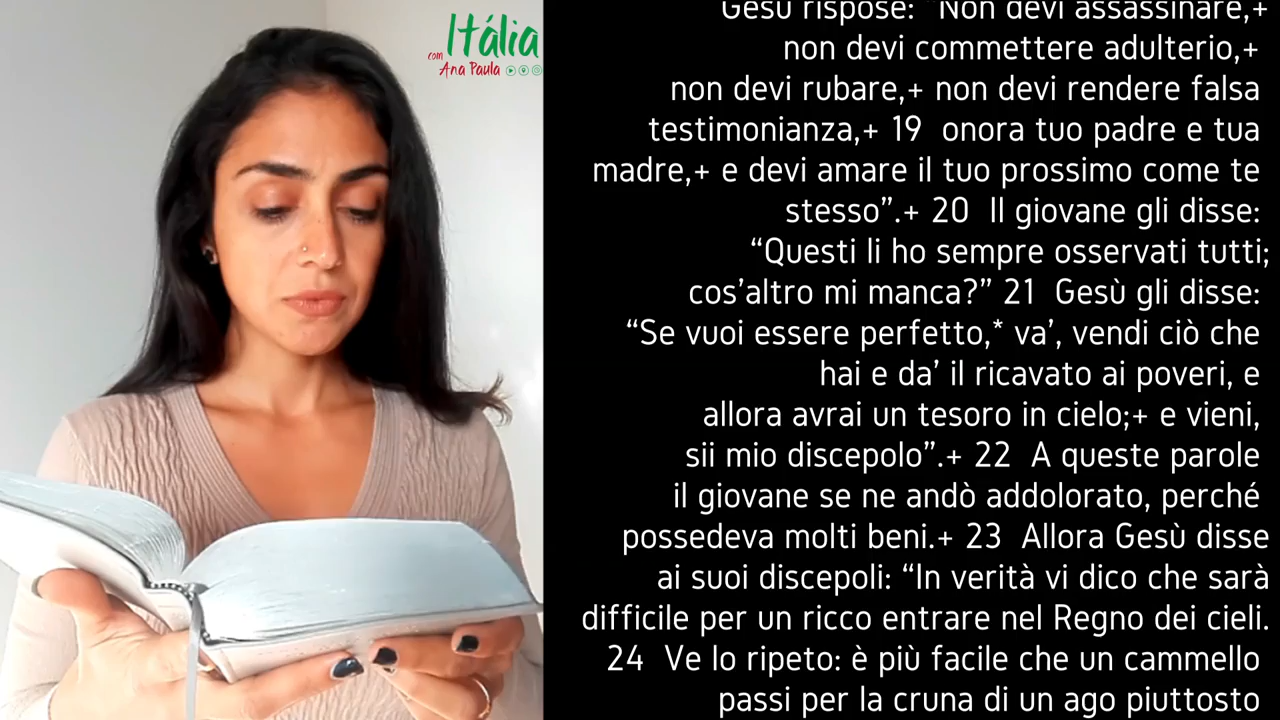 Itália
com
Ana Paula
Gesù rispose: “Non devi assassinare,+
non devi commettere adulterio,+
non devi rubare,+ non devi rendere falsa
testimonianza,+ 19 onora tuo padre e tua
madre,+ e devi amare il tuo prossimo come te
stesso”.+ 20 Il giovane gli disse:
“Questi li ho sempre osservati tutti;
cos’altro mi manca?” 21 Gesù gli disse:
“Se vuoi essere perfetto,* va’, vendi ciò che
hai e da’ il ricavato ai poveri, e
allora avrai un tesoro in cielo;+ e vieni,
sii mio discepolo”.+ 22 A queste parole
il giovane se ne andò addolorato, perché
possedeva molti beni.+ 23 Allora Gesù disse
ai suoi discepoli: “In verità vi dico che sarà
difficile per un ricco entrare nel Regno dei cieli.
24 Ve lo ripeto: è più facile che un cammello
passi per la cruna di un ago piuttosto